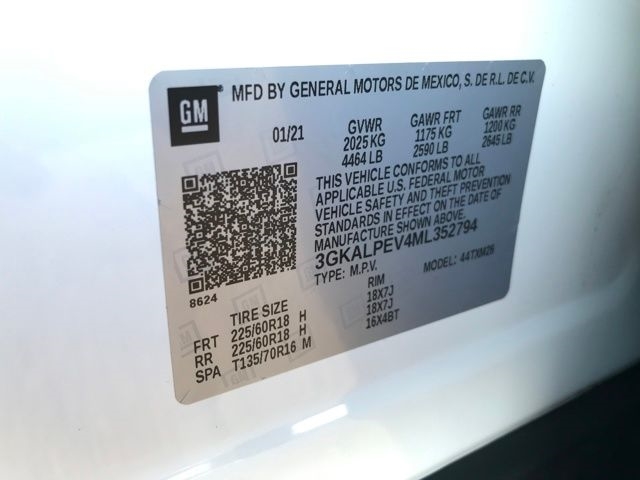 GM MFD BY GENERAL MOTORS DE MEXICO, S. DE R.L. DE C.V.
01/21 GVWR GAWR FRT GAWR RR
2025 KG 1175 KG 1200 KG
4464 LB 2590 LB 2645 LB
THIS VEHICLE CONFORMS TO ALL
APPLICABLE U.S. FEDERAL MOTOR
VEHICLE SAFETY AND THEFT PREVENTION
STANDARDS IN EFFECT ON THE DATE OF
MANUFACTURE SHOWN ABOVE.
3GKALPEV4ML352794
TYPE: M.P.V. MODEL: 44TXM26
8624
TIRE SIZE RIM
FRT 225/60R18 H 18X7J
RR 225/60R18 H 18X7J
SPA T135/70R16 M 16X4BT